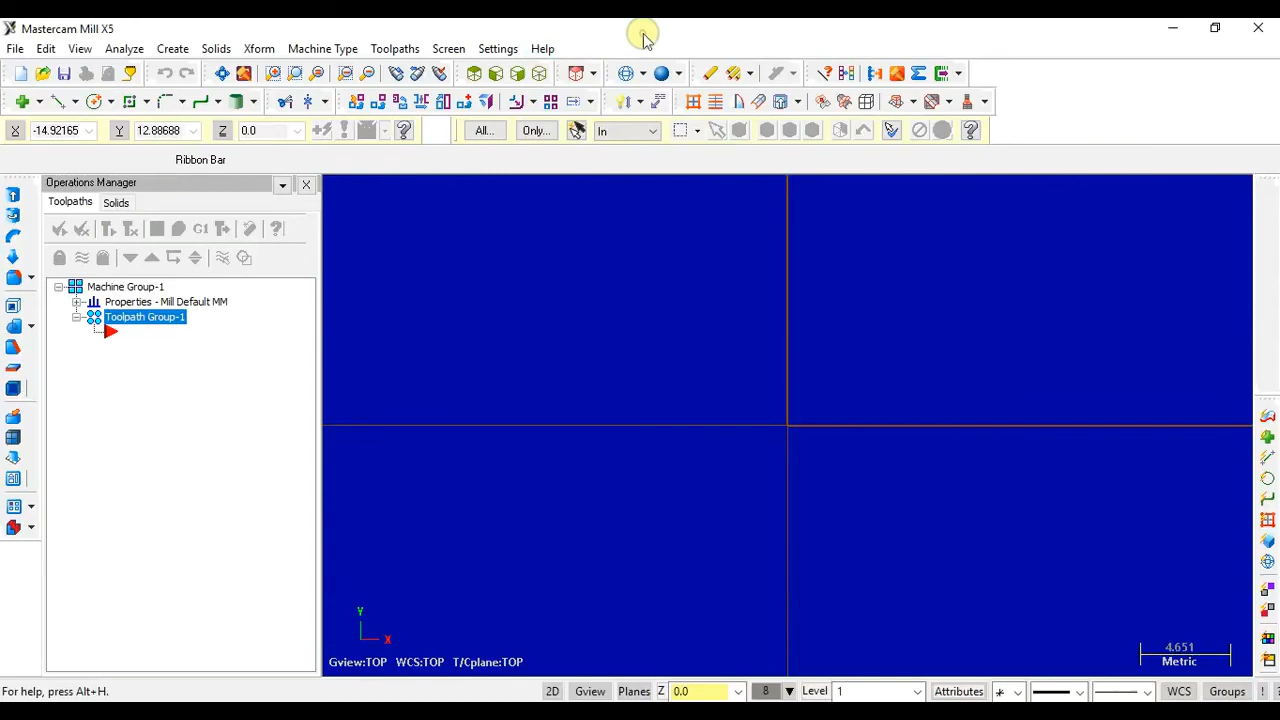 Mastercam Mill X5
File Edit View Analyze Create Solids Xform Machine Type Toolpaths Screen Settings Help
X -14.92165 Y 12.88688 Z 0.0 All... Only... In
Ribbon Bar
Operations Manager
Toolpaths Solids
G1
Machine Group-1
Properties - Mill Default MM
Toolpath Group-1
Y
X
Gview:TOP WCS:TOP T/Cplane:TOP
4.651
Metric
For help, press Alt+H.
2D Gview Planes Z 0.0 8 Level 1 Attributes WCS Groups